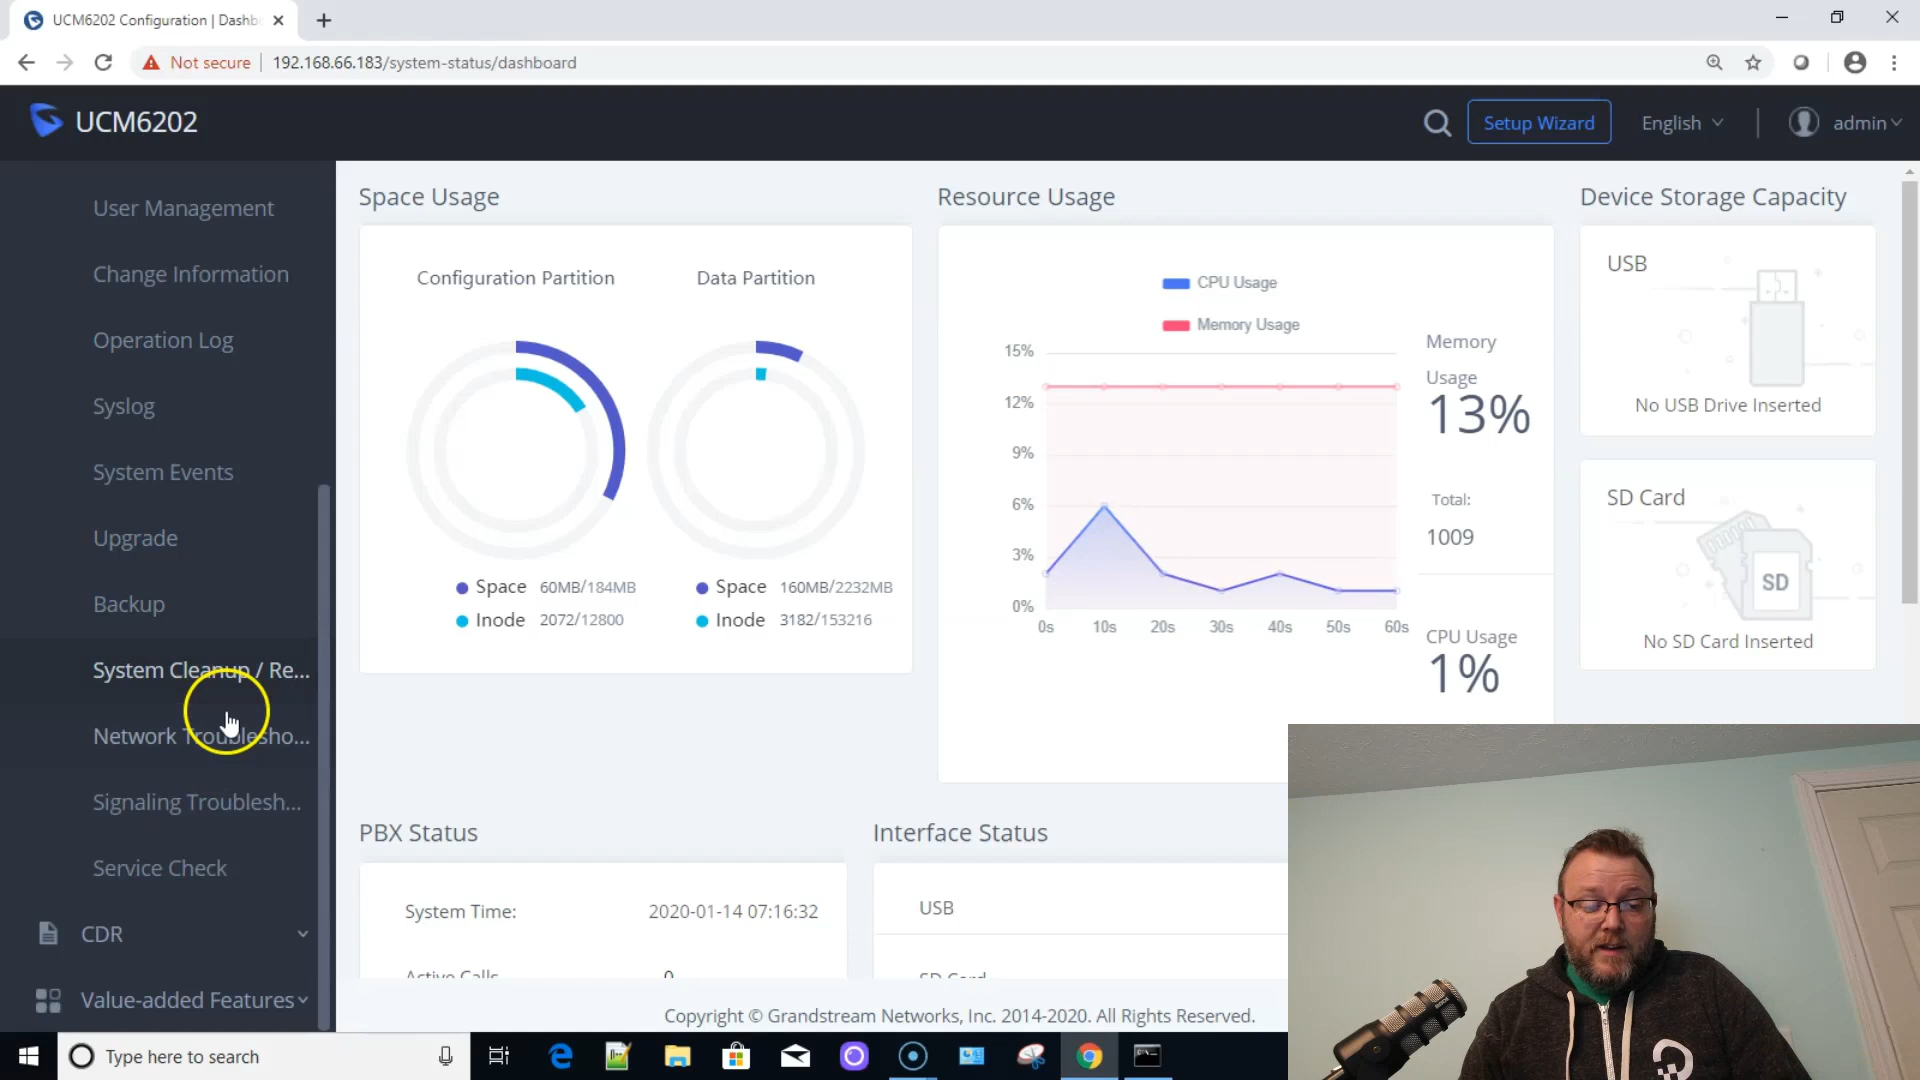 UCM6202 Configuration | Dashb
Not secure
192.168.66.183/system-status/dashboard
UCM6202
Setup Wizard
English
admin
User Management
Change Information
Operation Log
Syslog
System Events
Upgrade
Backup
System Cleanup / Re...
Network Troublesho...
Signaling Troublesh...
Service Check
CDR
Value-added Features
Space Usage
Configuration Partition
Data Partition
Space 60MB/184MB
Inode 2072/12800
Space 160MB/2232MB
Inode 3182/153216
Resource Usage
CPU Usage
Memory Usage
15%
12%
9%
6%
3%
0%
0s 10s 20s 30s 40s 50s 60s
Memory
Usage
13%
Total:
1009
CPU Usage
1%
Device Storage Capacity
USB
No USB Drive Inserted
SD Card
SD
No SD Card Inserted
PBX Status
System Time: 2020-01-14 07:16:32
Active Calls 0
Interface Status
USB
SD Card
Copyright © Grandstream Networks, Inc. 2014-2020. All Rights Reserved.
Type here to search